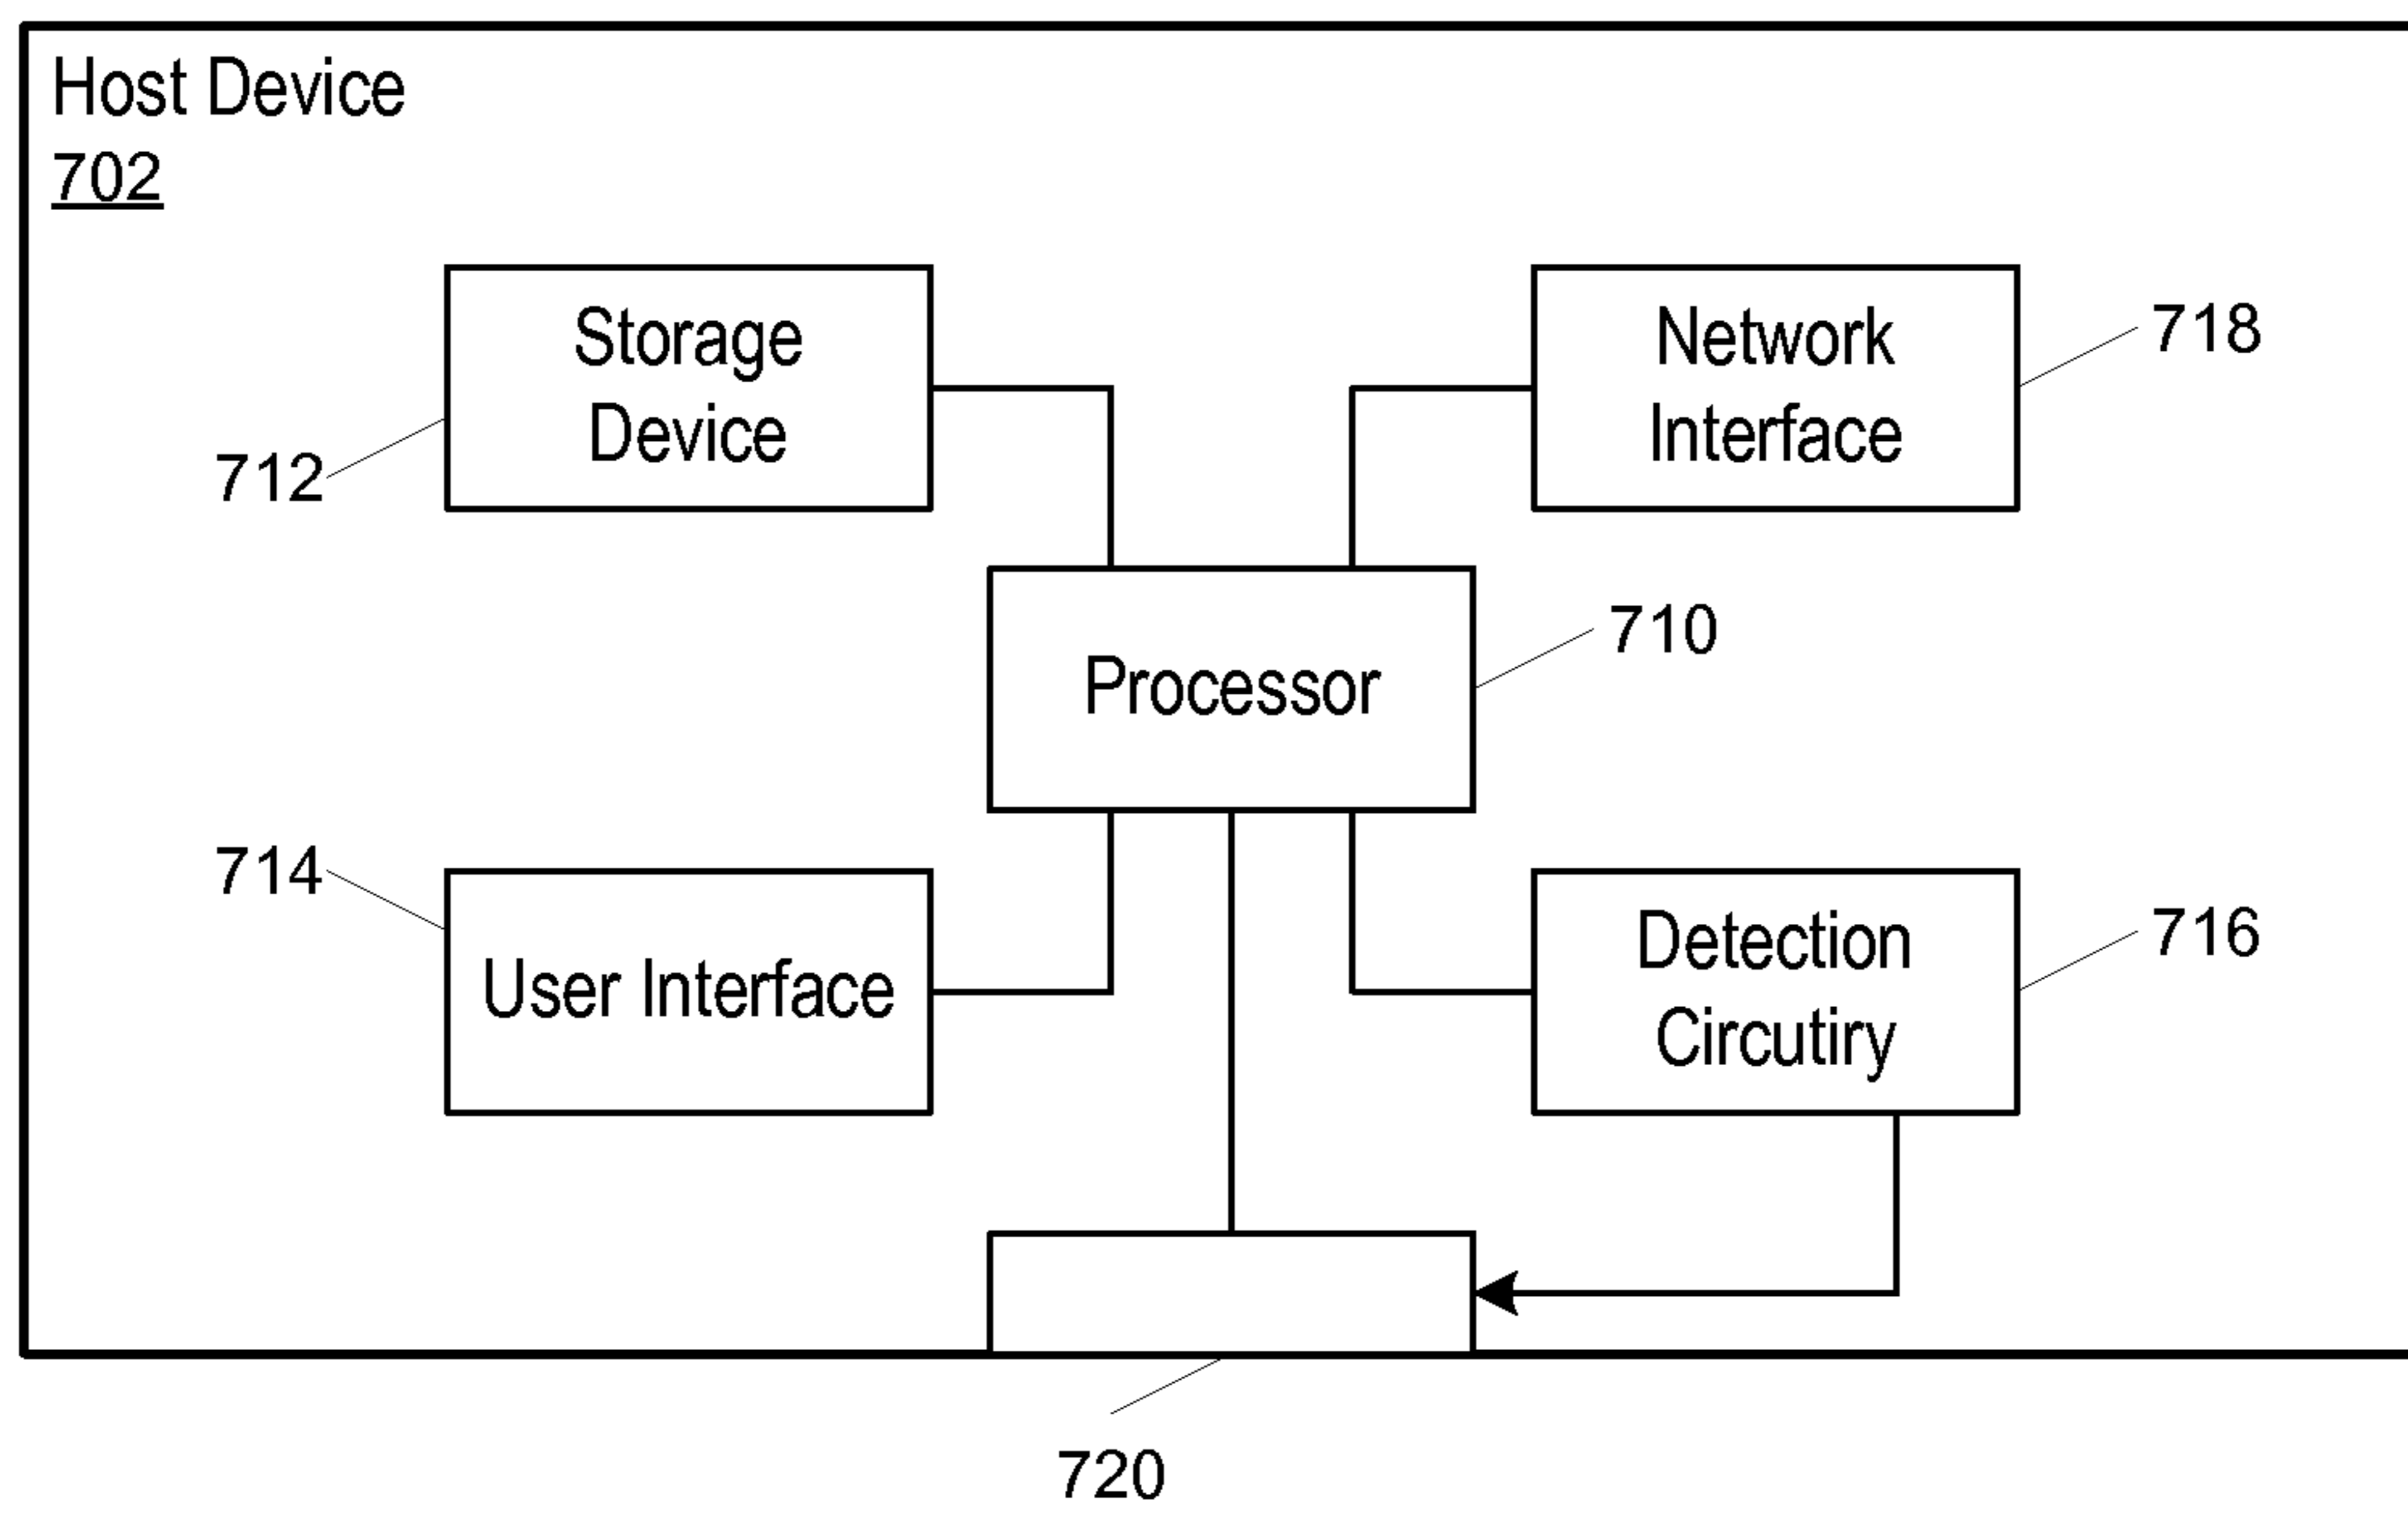 Host Device
702
Storage
Device
712
Network
Interface
718
Processor
710
714
User Interface
Detection
Circutiry
716
720